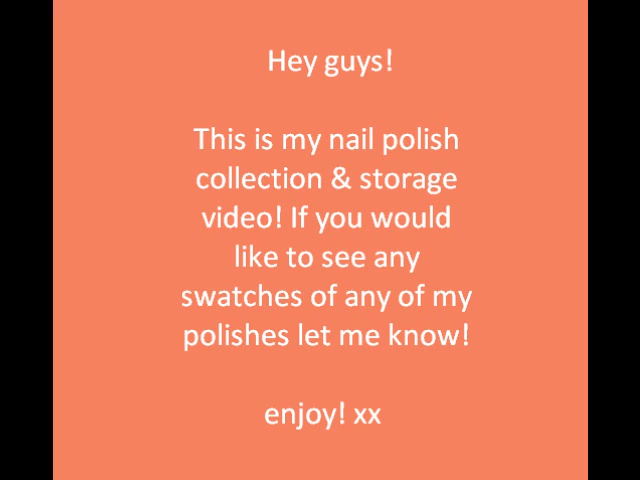 Hey guys!
This is my nail polish
collection & storage
video! If you would
like to see any
swatches of any of my
polishes let me know!
enjoy! xx